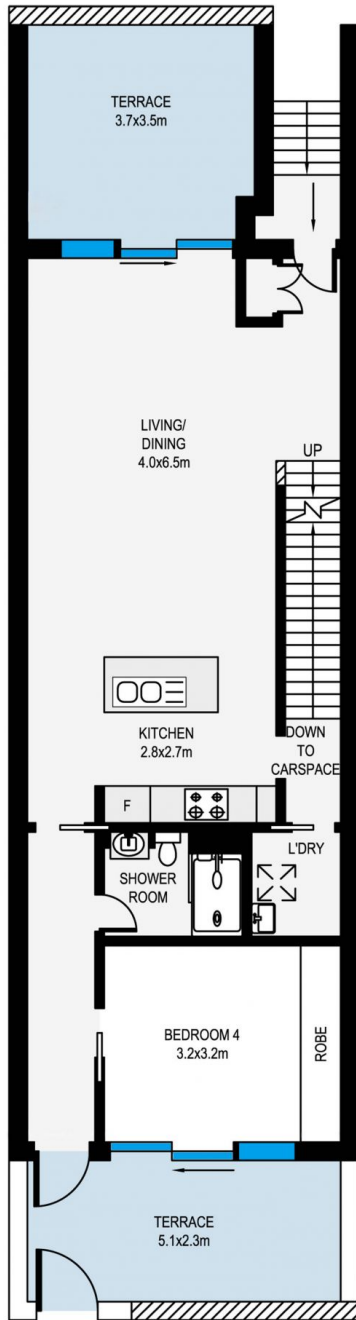 TERRACE
3.7x3.5m
LIVING/
DINING
4.0x6.5m
UP
KITCHEN
2.8x2.7m
DOWN
TO
CARSPACE
F
L'DRY
SHOWER
ROOM
BEDROOM 4
3.2x3.2m
ROBE
TERRACE
5.1x2.3m